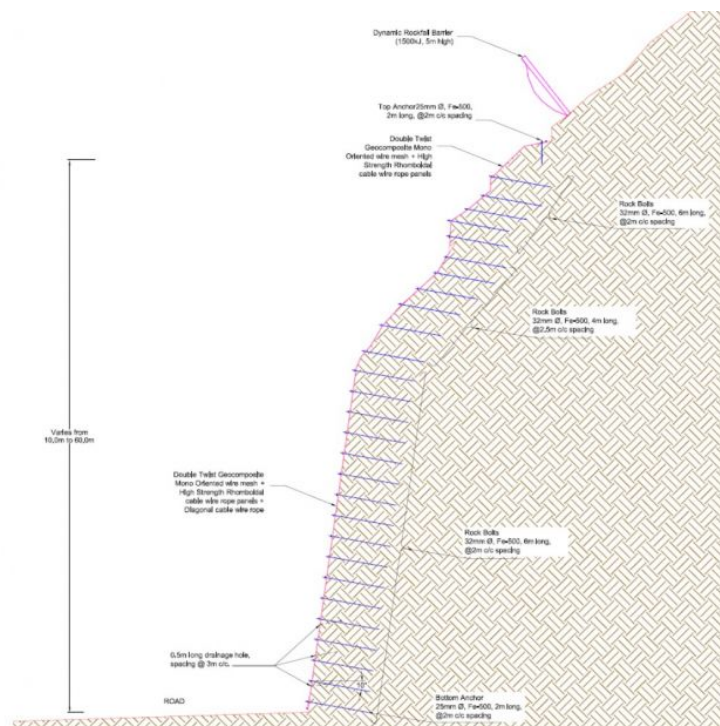 Dynamic Rockfall Barrier
(1500kJ, 5m high)
Top Anchor25mm Ø, Fe-500,
2m long, @2m c/c spacing
Double Twist
Geocomposite Mono
Oriented wire mesh + High
Strength Rhomboidal
cable wire rope panels
Rock Bolts
32mm Ø, Fe-500, 6m long,
@2m c/c spacing
Rock Bolts
32mm Ø, Fe-500, 4m long,
@2.5m c/c spacing
Varies from
10.0m to 60.0m
Double Twist Geocomposite
Mono Oriented wire mesh +
High Strength Rhomboidal
cable wire rope panels +
Diagonal cable wire rope
Rock Bolts
32mm Ø, Fe-500, 6m long,
@2m c/c spacing
6.5m long drainage hole,
spacing @ 3m c/c.
ROAD
Bottom Anchor
25mm Ø, Fe-500, 2m long,
@2m c/c spacing